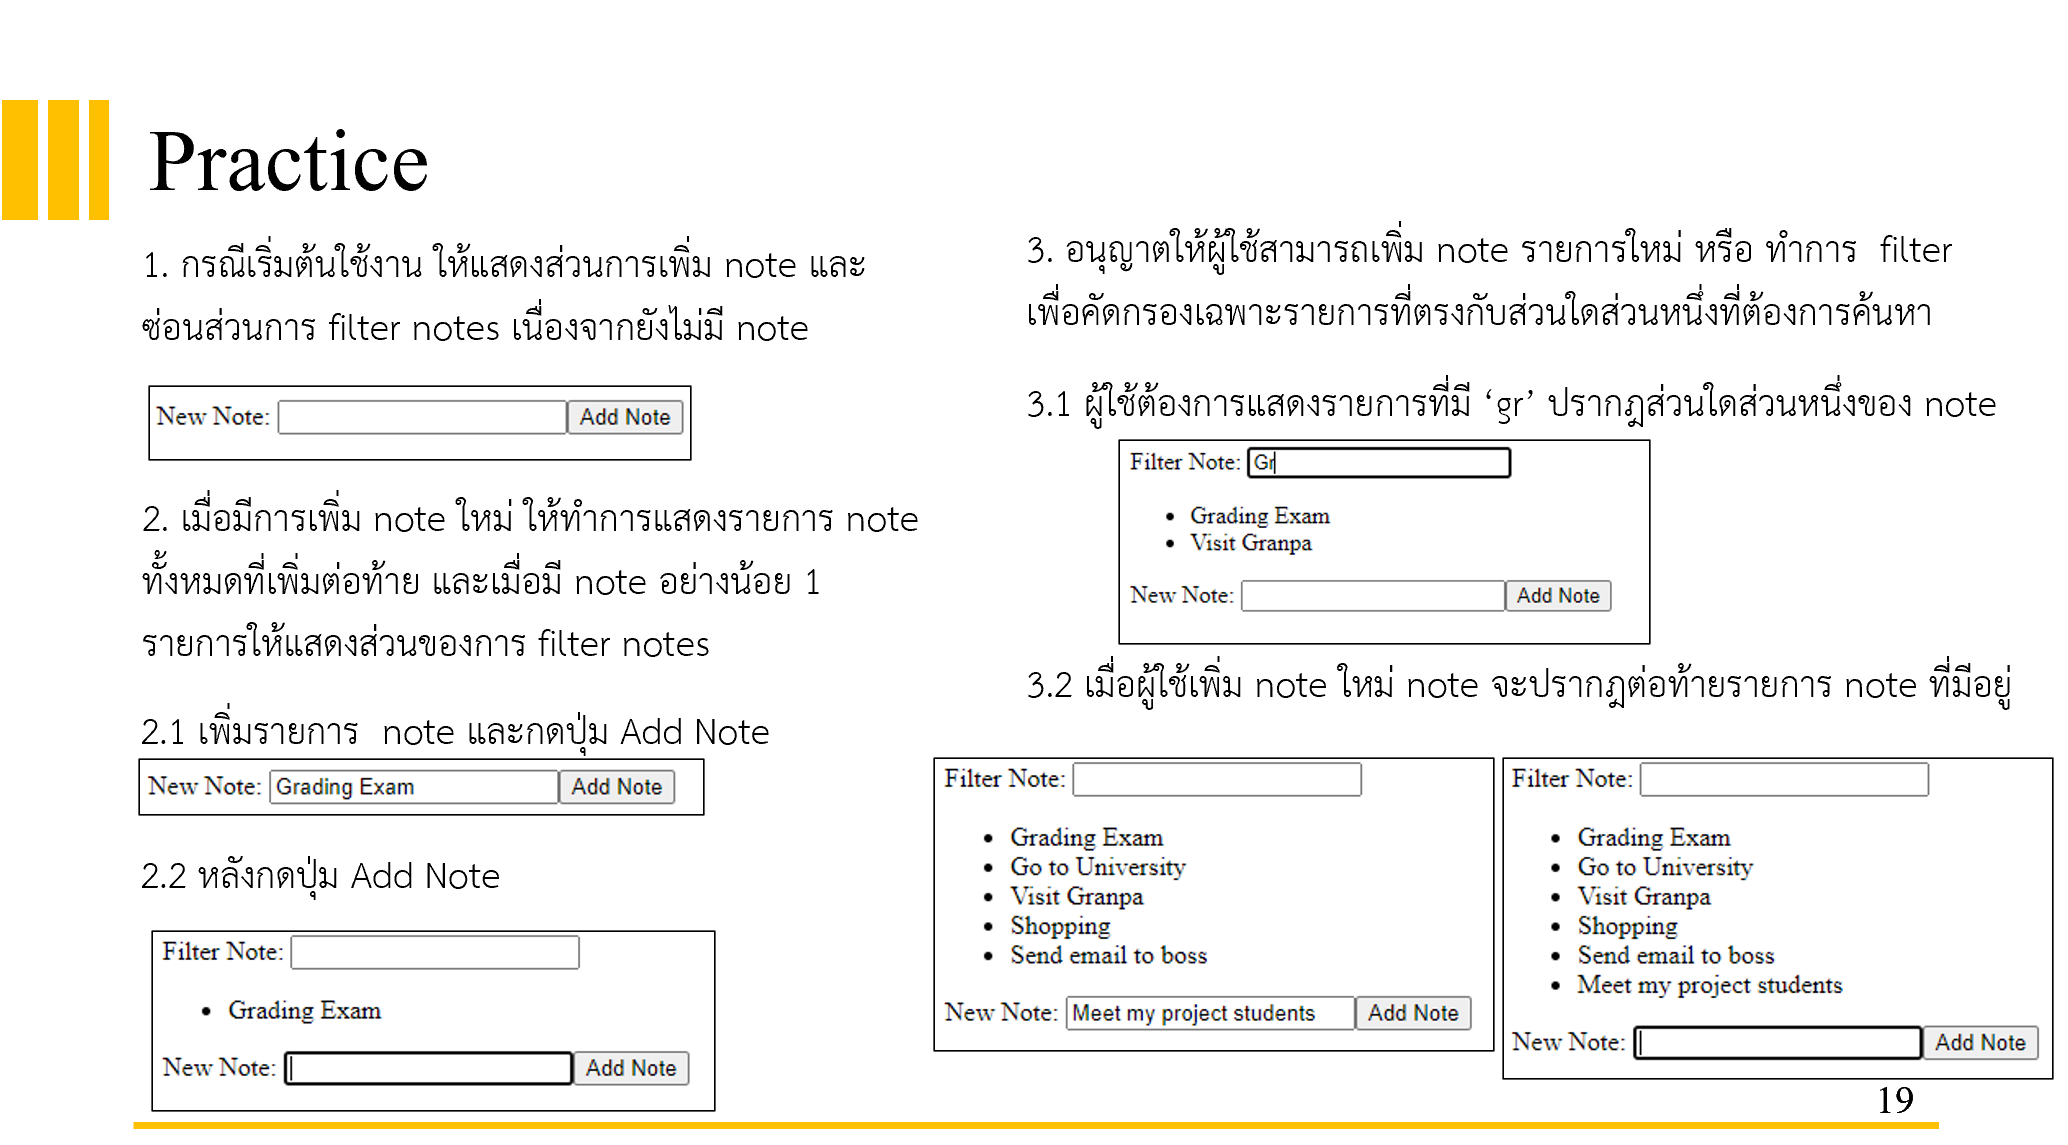 Practice
1. กรณีเริ่มต้นใช้งาน ให้แสดงส่วนการเพิ่ม note และ
ซ่อนส่วนการ filter notes เนื่องจากยังไม่มี note
New Note: Add Note
2. เมื่อมีการเพิ่ม note ใหม่ ให้ทำการแสดงรายการ note
ทั้งหมดที่เพิ่มต่อท้าย และเมื่อมี note อย่างน้อย 1
รายการให้แสดงส่วนของการ filter notes
2.1 เพิ่มรายการ note และกดปุ่ม Add Note
New Note: Grading Exam Add Note
2.2 หลังกดปุ่ม Add Note
Filter Note:
• Grading Exam
New Note: Add Note
3. อนุญาตให้ผู้ใช้สามารถเพิ่ม note รายการใหม่ หรือ ทำการ filter
เพื่อคัดกรองเฉพาะรายการที่ตรงกับส่วนใดส่วนหนึ่งที่ต้องการค้นหา
3.1 ผู้ใช้ต้องการแสดงรายการที่มี ‘gr’ ปรากฎส่วนใดส่วนหนึ่งของ note
Filter Note: Gr
• Grading Exam
• Visit Granpa
New Note: Add Note
3.2 เมื่อผู้ใช้เพิ่ม note ใหม่ note จะปรากฎต่อท้ายรายการ note ที่มีอยู่
Filter Note:
• Grading Exam
• Go to University
• Visit Granpa
• Shopping
• Send email to boss
New Note: Meet my project students Add Note
Filter Note:
• Grading Exam
• Go to University
• Visit Granpa
• Shopping
• Send email to boss
• Meet my project students
New Note: Add Note
19